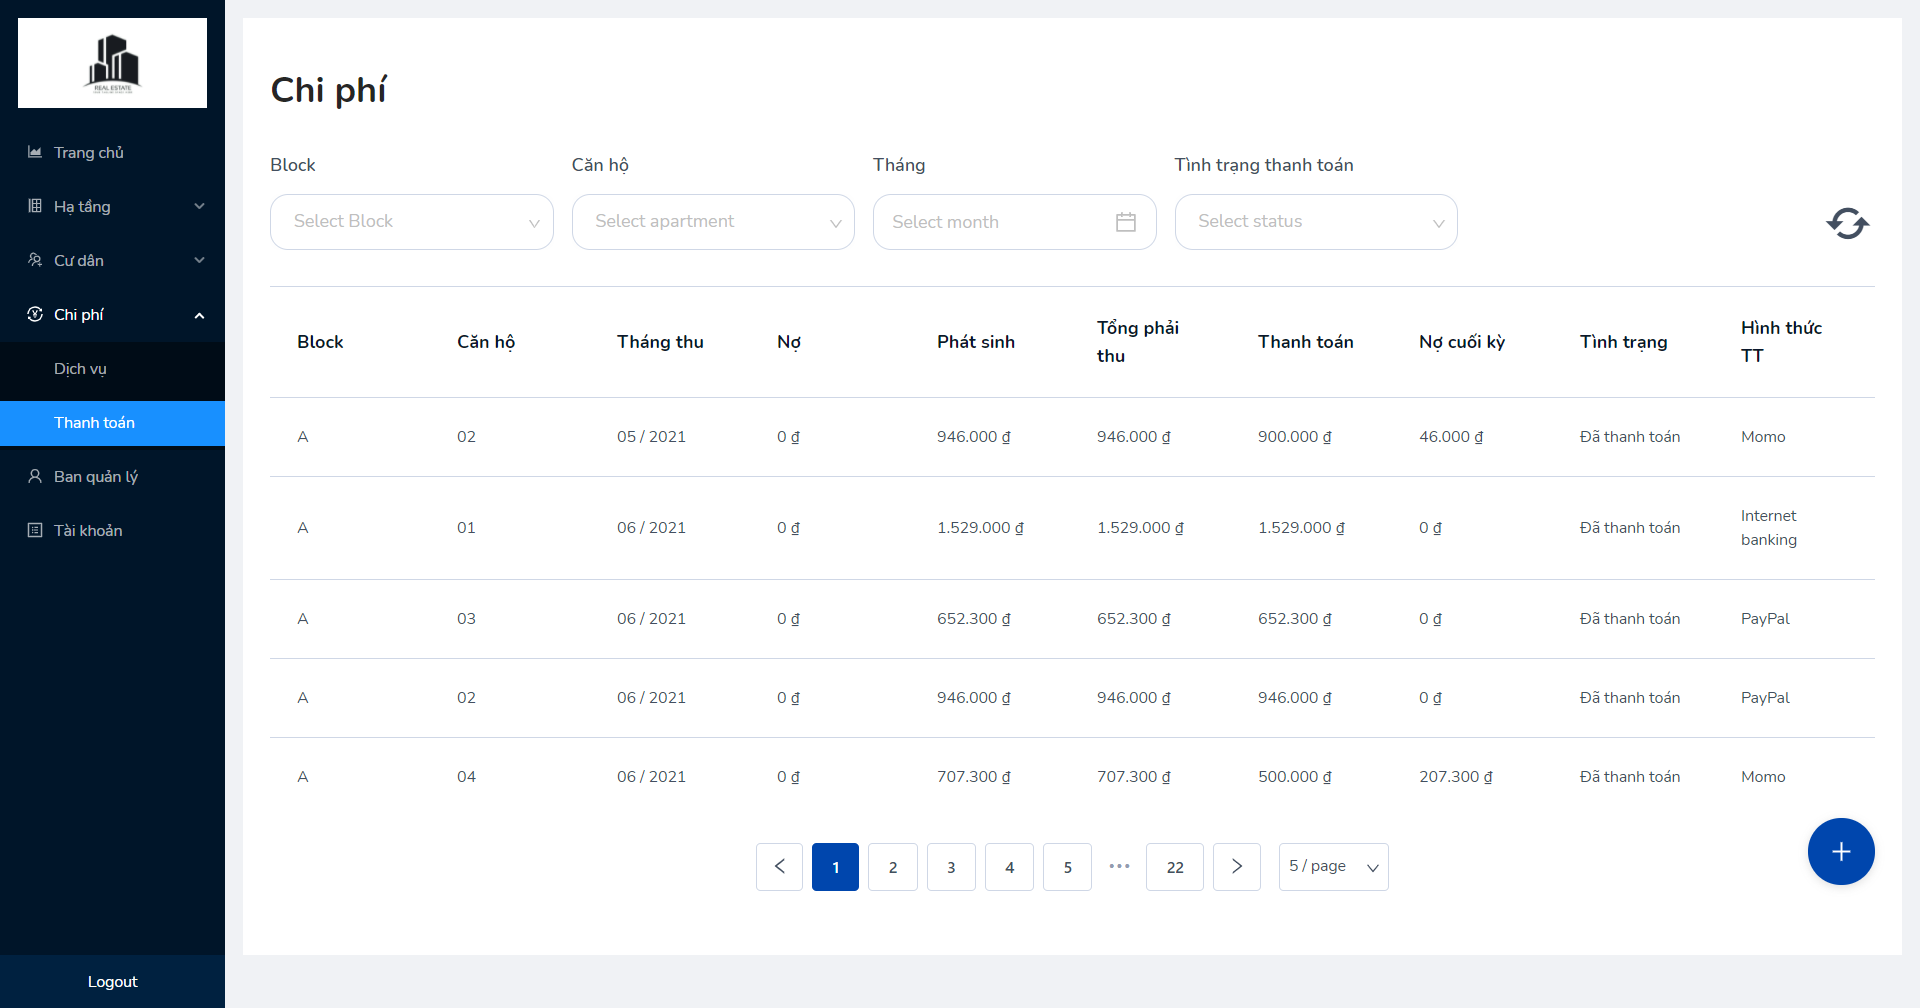 REAL ESTATE
Trang chủ
Hạ tầng
Cư dân
Chi phí
Dịch vụ
Thanh toán
Ban quản lý
Tài khoản
Logout
Chi phí
Block Căn hộ Tháng Tình trạng thanh toán
Select Block Select apartment Select month Select status
Block Căn hộ Tháng thu Nợ Phát sinh Tổng phải thu Thanh toán Nợ cuối kỳ Tình trạng Hình thức TT
A 02 05 / 2021 0 ₫ 946.000 ₫ 946.000 ₫ 900.000 ₫ 46.000 ₫ Đã thanh toán Momo
A 01 06 / 2021 0 ₫ 1.529.000 ₫ 1.529.000 ₫ 1.529.000 ₫ 0 ₫ Đã thanh toán Internet banking
A 03 06 / 2021 0 ₫ 652.300 ₫ 652.300 ₫ 652.300 ₫ 0 ₫ Đã thanh toán PayPal
A 02 06 / 2021 0 ₫ 946.000 ₫ 946.000 ₫ 946.000 ₫ 0 ₫ Đã thanh toán PayPal
A 04 06 / 2021 0 ₫ 707.300 ₫ 707.300 ₫ 500.000 ₫ 207.300 ₫ Đã thanh toán Momo
1 2 3 4 5 ••• 22 5 / page